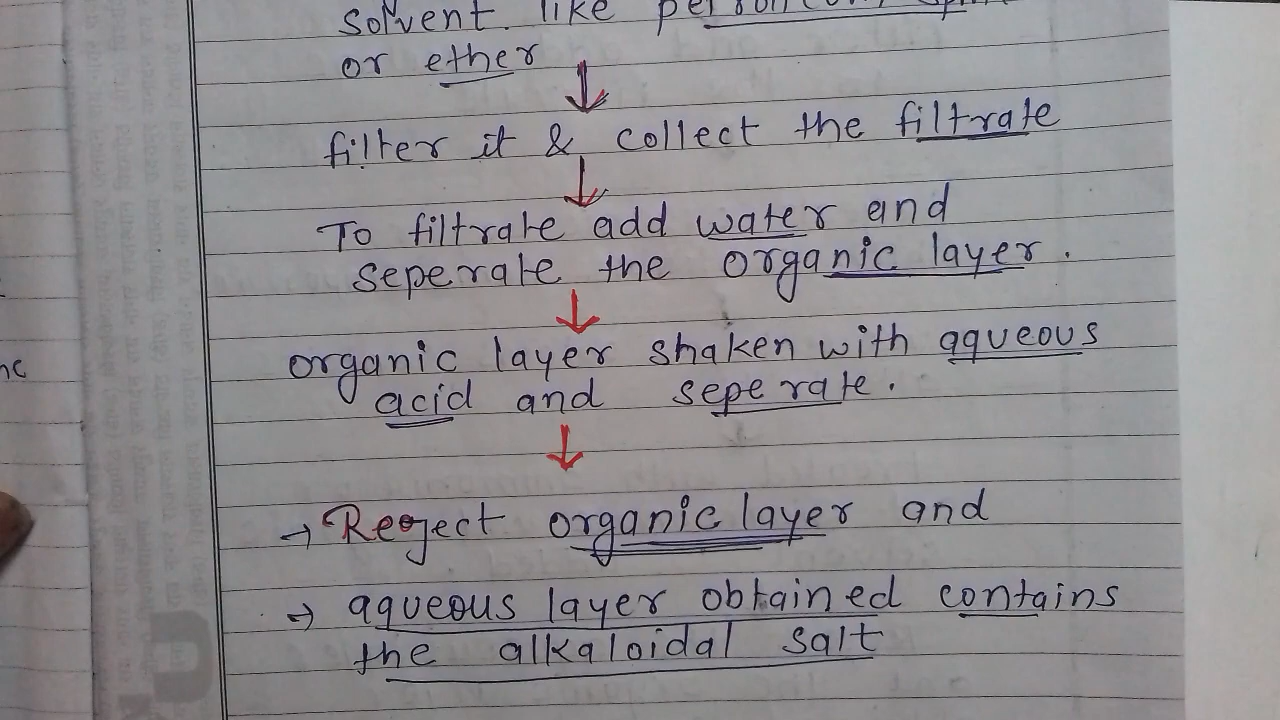 solvent like
or ether
filter it & collect the filtrate
To filtrate add water and
seperate the organic layer.
organic layer shaken with aqueous
acid and seperate.
→ Reject organic layer and
→ aqueous layer obtained contains
the alkaloidal salt